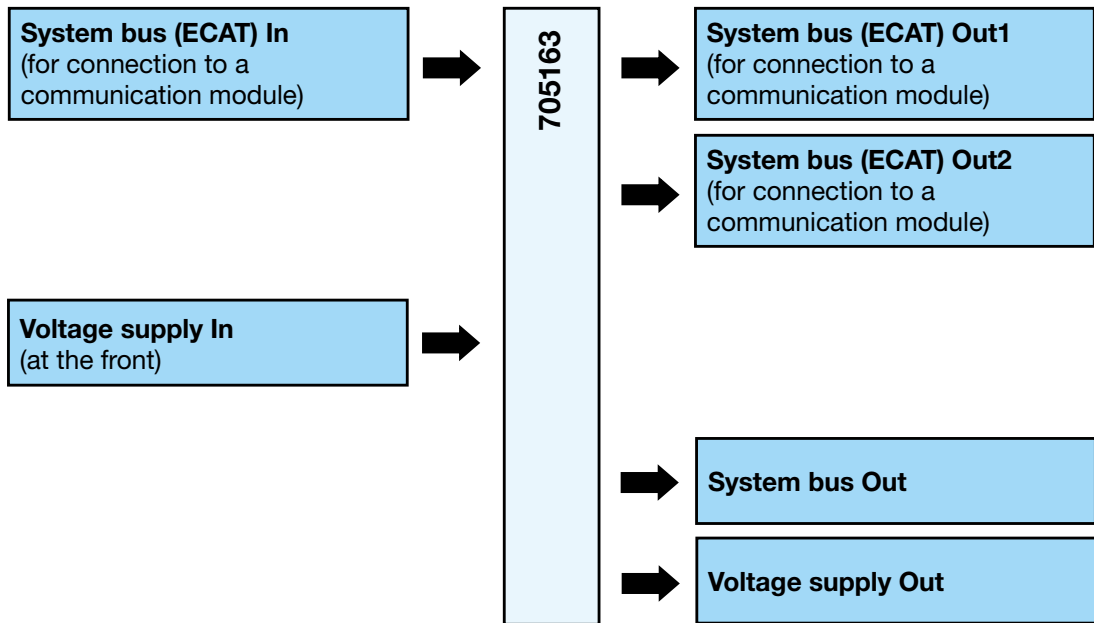 System bus (ECAT) In
(for connection to a
communication module)
705163
System bus (ECAT) Out1
(for connection to a
communication module)
System bus (ECAT) Out2
(for connection to a
communication module)
Voltage supply In
(at the front)
System bus Out
Voltage supply Out